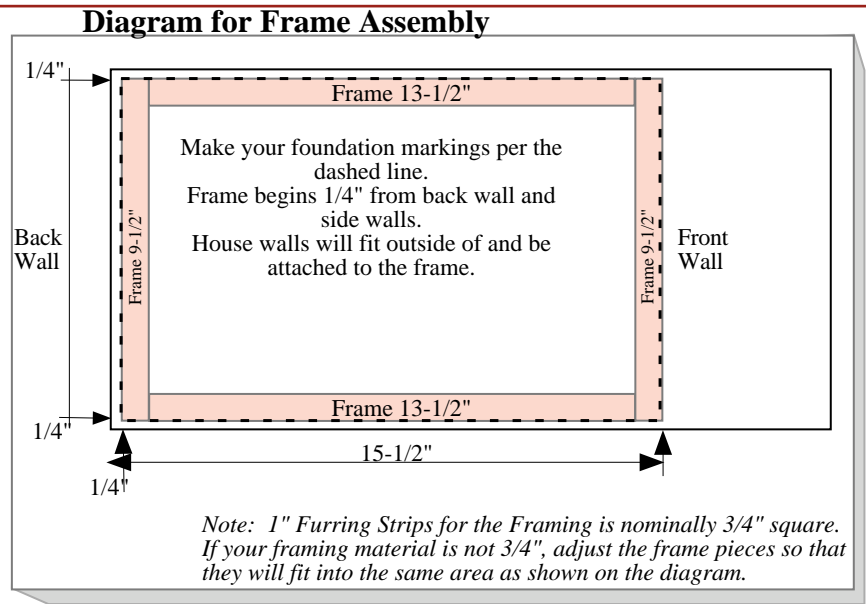 Diagram for Frame Assembly
1/4"
Frame 13-1/2"
Make your foundation markings per the
dashed line.
Frame begins 1/4" from back wall and
side walls.
House walls will fit outside of and be
attached to the frame.
Back
Wall
Frame 9-1/2"
Frame 9-1/2"
Front
Wall
Frame 13-1/2"
1/4"
15-1/2"
1/4"
Note:  1" Furring Strips for the Framing is nominally 3/4" square.
If your framing material is not 3/4", adjust the frame pieces so that
they will fit into the same area as shown on the diagram.